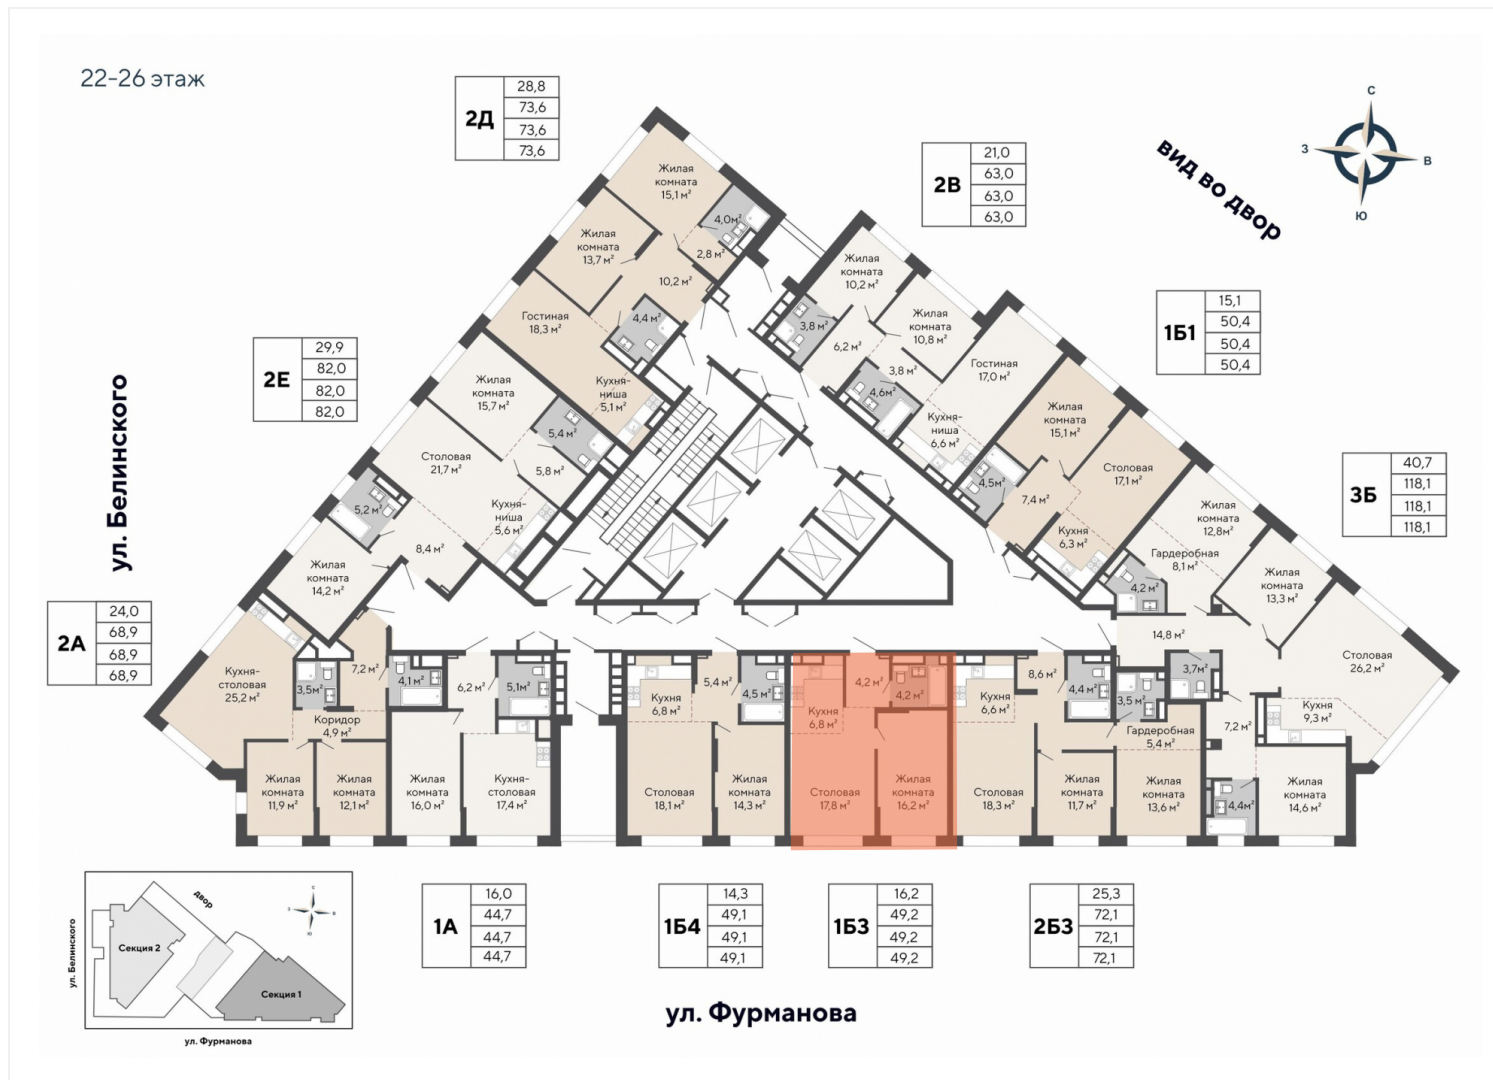 22–26 этаж
2Д
28,8
73,6
73,6
73,6
2В
21,0
63,0
63,0
63,0
С
З
В
Ю
вид во двор
1Б1
15,1
50,4
50,4
50,4
2Е
29,9
82,0
82,0
82,0
ул. Белинского
3Б
40,7
118,1
118,1
118,1
2А
24,0
68,9
68,9
68,9
Жилая
комната
15,1 м²
4,0м²
2,8 м²
Жилая
комната
13,7 м²
10,2 м²
Гостиная
18,3 м²
4,4 м²
Кухня-
ниша
5,1 м²
Жилая
комната
15,7 м²
5,4 м²
Столовая
21,7 м²
5,8 м²
Кухня-
ниша
5,6 м²
5,2 м²
8,4 м²
Жилая
комната
14,2 м²
Жилая
комната
10,2 м²
3,8 м²
6,2 м²
Жилая
комната
10,8 м²
3,8 м²
4,6м²
Гостиная
17,0 м²
Кухня-
ниша
6,6 м²
Жилая
комната
15,1 м²
4,5м²
7,4 м²
Столовая
17,1 м²
Кухня
6,3 м²
Жилая
комната
12,8м²
Гардеробная
8,1 м²
4,2 м²
Жилая
комната
13,3 м²
14,8 м²
Столовая
26,2 м²
3,7м²
3,5 м²
Кухня
9,3 м²
7,2 м²
Гардеробная
5,4 м²
Жилая
комната
13,6 м²
4,4м²
Жилая
комната
14,6 м²
Кухня-
столовая
25,2 м²
3,5м²
7,2 м²
Коридор
4,9 м²
Жилая
комната
11,9 м²
Жилая
комната
12,1 м²
4,1 м²
6,2 м²
5,1м²
Жилая
комната
16,0 м²
Кухня-
столовая
17,4 м²
Кухня
6,8 м²
5,4 м²
4,5 м²
Столовая
18,1 м²
Жилая
комната
14,3 м²
Кухня
6,8 м²
4,2 м²
4,2 м²
Столовая
17,8 м²
Жилая
комната
16,2 м²
Кухня
6,6 м²
8,6 м²
4,4 м²
Столовая
18,3 м²
Жилая
комната
11,7 м²
1А
16,0
44,7
44,7
44,7
1Б4
14,3
49,1
49,1
49,1
1Б3
16,2
49,2
49,2
49,2
2Б3
25,3
72,1
72,1
72,1
ул. Фурманова
ул. Белинского
двор
Секция 2
Секция 1
С
З
В
Ю
ул. Фурманова